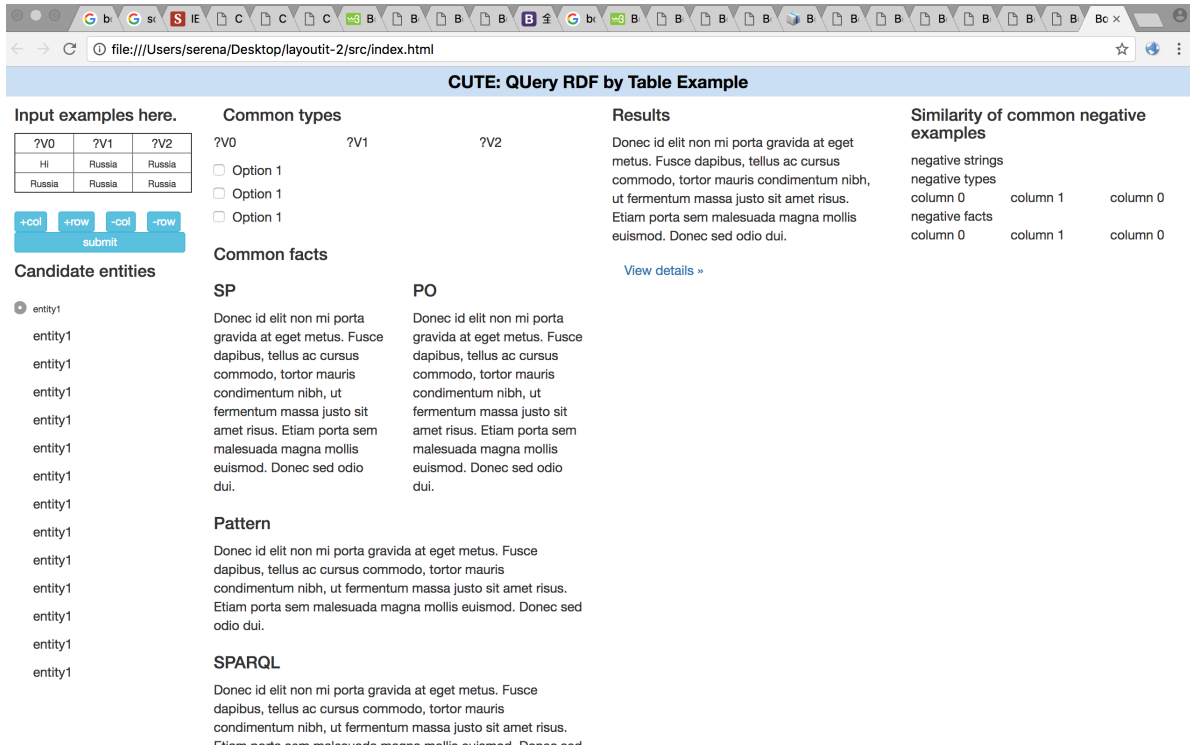 file:///Users/serena/Desktop/layoutit-2/src/index.html
CUTE: QUery RDF by Table Example
Input examples here.
?V0 ?V1 ?V2
Hi Russia Russia
Russia Russia Russia
+col +row -col -row
submit
Candidate entities
entity1
entity1
entity1
entity1
entity1
entity1
entity1
entity1
entity1
entity1
entity1
entity1
entity1
entity1
Common types
?V0 ?V1 ?V2
Option 1
Option 1
Option 1
Common facts
SP
Donec id elit non mi porta
gravida at eget metus. Fusce
dapibus, tellus ac cursus
commodo, tortor mauris
condimentum nibh, ut
fermentum massa justo sit
amet risus. Etiam porta sem
malesuada magna mollis
euismod. Donec sed odio
dui.
PO
Donec id elit non mi porta
gravida at eget metus. Fusce
dapibus, tellus ac cursus
commodo, tortor mauris
condimentum nibh, ut
fermentum massa justo sit
amet risus. Etiam porta sem
malesuada magna mollis
euismod. Donec sed odio
dui.
Pattern
Donec id elit non mi porta gravida at eget metus. Fusce
dapibus, tellus ac cursus commodo, tortor mauris
condimentum nibh, ut fermentum massa justo sit amet risus.
Etiam porta sem malesuada magna mollis euismod. Donec sed
odio dui.
SPARQL
Donec id elit non mi porta gravida at eget metus. Fusce
dapibus, tellus ac cursus commodo, tortor mauris
condimentum nibh, ut fermentum massa justo sit amet risus.
Etiam porta sem malesuada magna mollis euismod. Donec sed
Results
Donec id elit non mi porta gravida at eget
metus. Fusce dapibus, tellus ac cursus
commodo, tortor mauris condimentum nibh,
ut fermentum massa justo sit amet risus.
Etiam porta sem malesuada magna mollis
euismod. Donec sed odio dui.
View details »
Similarity of common negative
examples
negative strings
negative types
column 0 column 1 column 0
negative facts
column 0 column 1 column 0